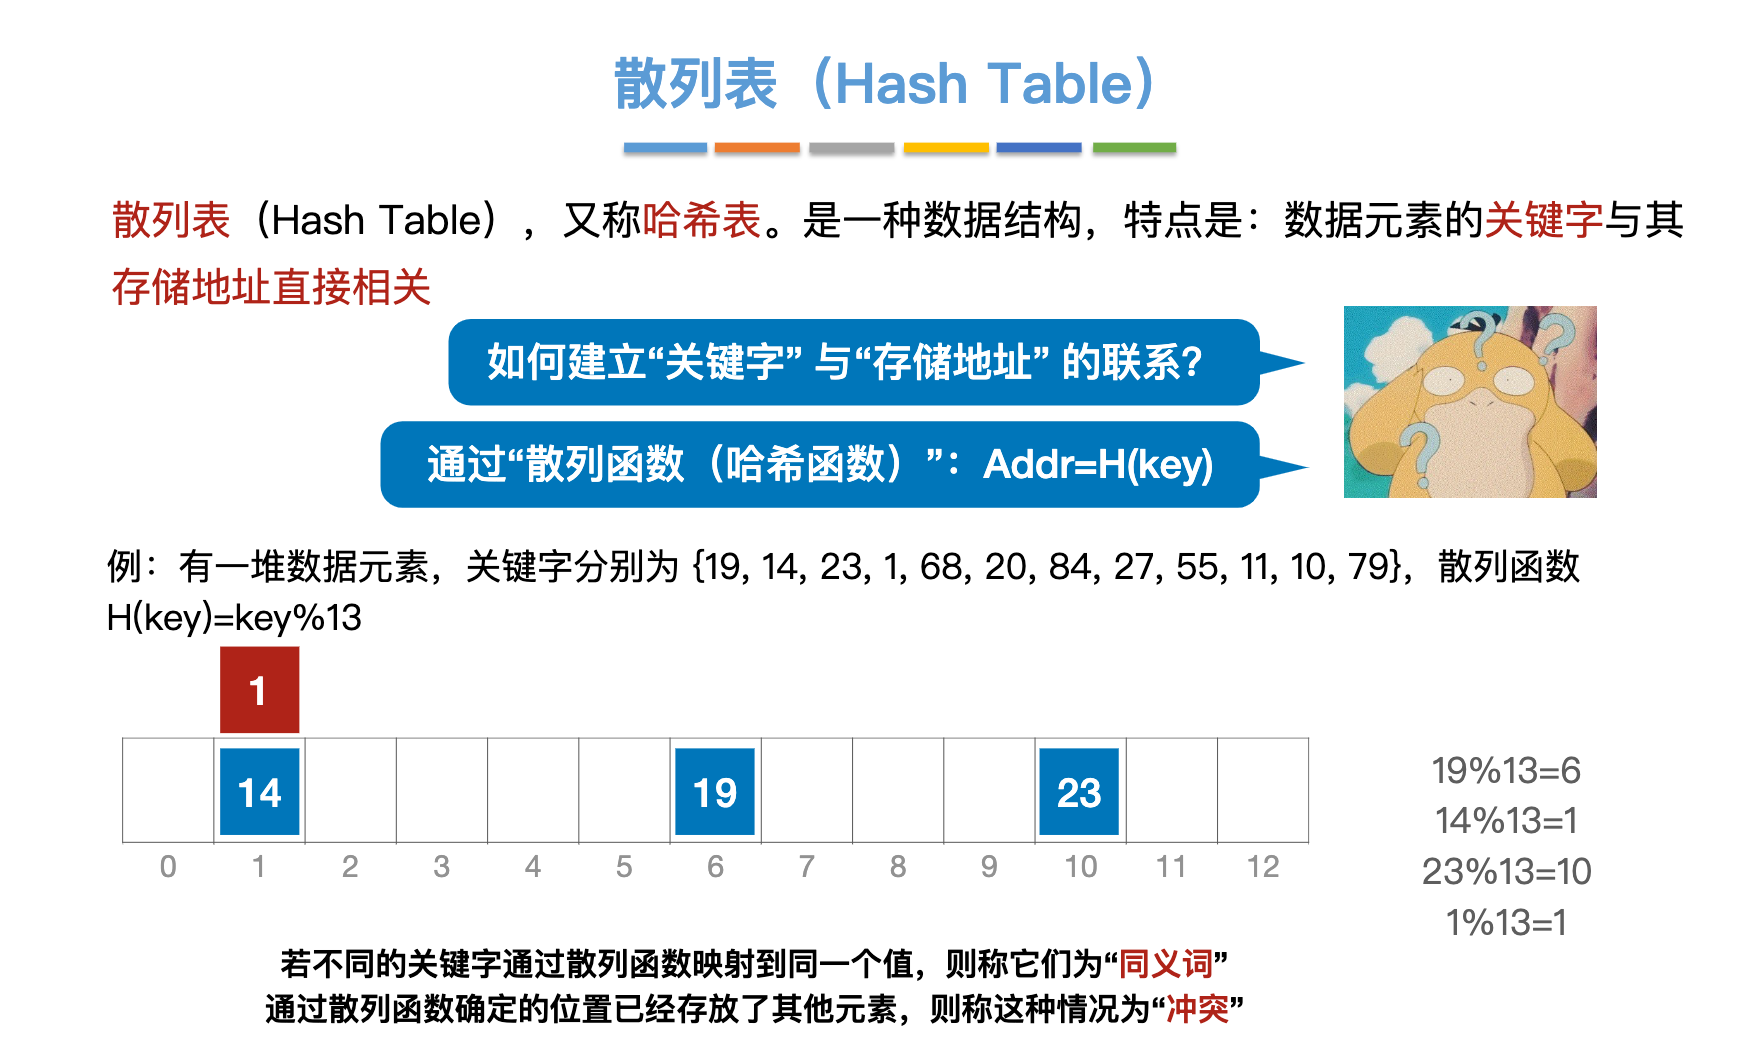 散列表（Hash Table）
散列表（Hash Table），又称哈希表。是一种数据结构，特点是：数据元素的关键字与其
存储地址直接相关
如何建立“关键字” 与“存储地址” 的联系？
通过“散列函数（哈希函数）”：Addr=H(key)
例：有一堆数据元素，关键字分别为 {19, 14, 23, 1, 68, 20, 84, 27, 55, 11, 10, 79}，散列函数
H(key)=key%13
1
14 19 23
0 1 2 3 4 5 6 7 8 9 10 11 12
19%13=6
14%13=1
23%13=10
1%13=1
若不同的关键字通过散列函数映射到同一个值，则称它们为“同义词”
通过散列函数确定的位置已经存放了其他元素，则称这种情况为“冲突”